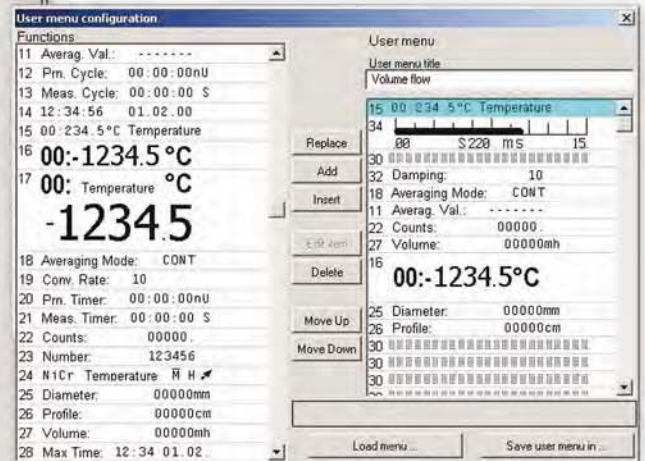 User menu configuration
Functions
11 Averag. Val.: -------
12 Prn. Cycle: 00:00:00nU
13 Meas. Cycle: 00:00:00 S
14 12:34:56 01.02.00
15 00:234.5°C Temperature
16 00:-1234.5 °C
17 00: Temperature °C
-1234.5
18 Averaging Mode: CONT
19 Conv. Rate: 10
20 Prn. Timer: 00:00:00nU
21 Meas. Timer: 00:00:00 S
22 Counts: 00000.
23 Number: 123456
24 NiCr Temperature M̅ H
25 Diameter: 00000mm
26 Profile: 00000cm
27 Volume: 00000mh
28 Max Time: 12:34 01.02.
Replace
Add
Insert
Edit item
Delete
Move Up
Move Down
User menu
User menu title
Volume flow
15 00:234.5°C Temperature
34
.00 S220 ms 15.
30
32 Damping: 10
18 Averaging Mode: CONT
11 Averag. Val.: -------
22 Counts: 00000.
27 Volume: 00000mh
16 00:-1234.5°C
25 Diameter: 00000mm
26 Profile: 00000cm
30
30
30
Load menu ...
Save user menu in ...